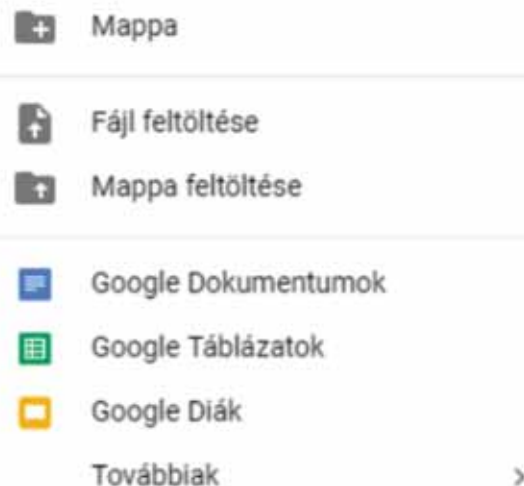 Mappa
Fájl feltöltése
Mappa feltöltése
Google Dokumentumok
Google Táblázatok
Google Diák
Továbbiak